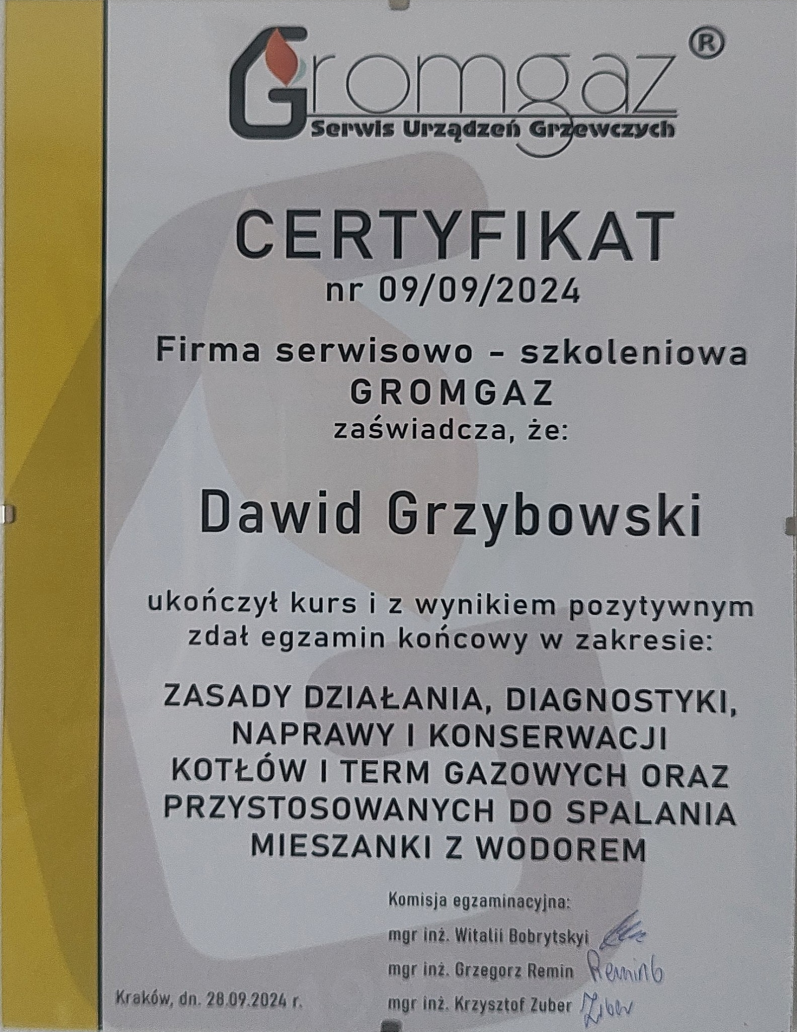 Gromgaz ®
Serwis Urządzeń Grzewczych
CERTYFIKAT
nr 09/09/2024
Firma serwisowo - szkoleniowa
GROMGAZ
zaświadcza, że:
Dawid Grzybowski
ukończył kurs i z wynikiem pozytywnym
zdał egzamin końcowy w zakresie:
ZASADY DZIAŁANIA, DIAGNOSTYKI,
NAPRAWY I KONSERWACJI
KOTŁÓW I TERM GAZOWYCH ORAZ
PRZYSTOSOWANYCH DO SPALANIA
MIESZANKI Z WODOREM
Komisja egzaminacyjna:
mgr inż. Witalii Bobrytskyi
mgr inż. Grzegorz Remin
mgr inż. Krzysztof Zuber
Kraków, dn. 28.09.2024 r.